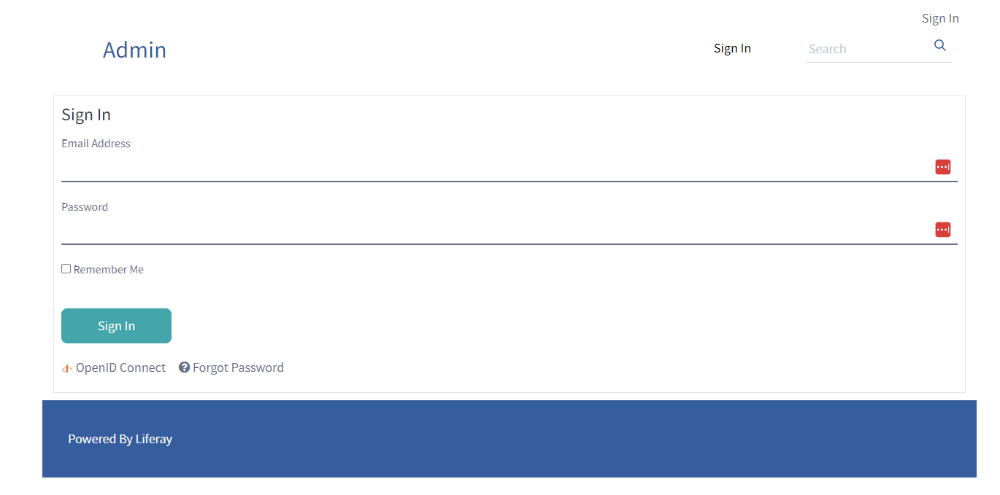 Sign In
Admin
Sign In
Search
Sign In
Email Address
Password
Remember Me
Sign In
OpenID Connect
Forgot Password
Powered By Liferay